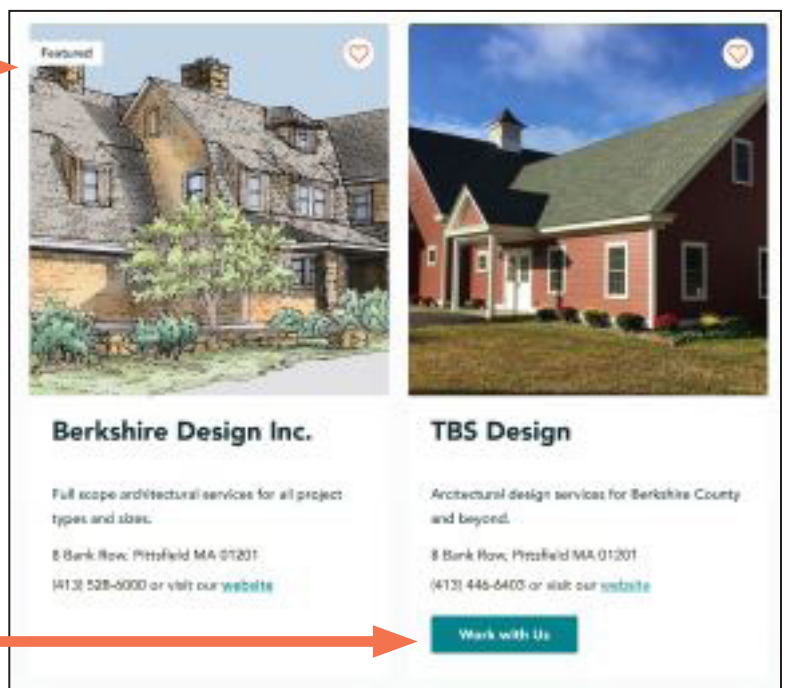 Featured
Berkshire Design Inc.
Full scope architectural services for all project
types and sizes.
8 Bank Row, Pittsfield MA 01201
(413) 528-6000 or visit our website
TBS Design
Arctectural design services for Berkshire County
and beyond.
8 Bank Row, Pittsfield MA 01201
(413) 446-6403 or visit our website
Work with Us